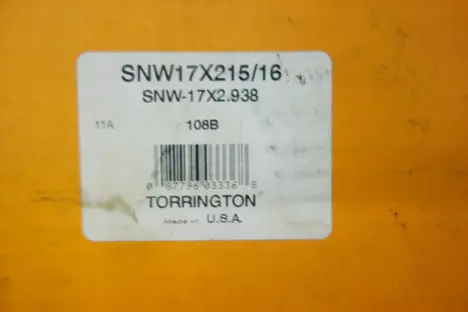 SNW17X215/16
SNW-17X2.938
11A 108B
0 87796 03336 8
TORRINGTON
Made in U.S.A.